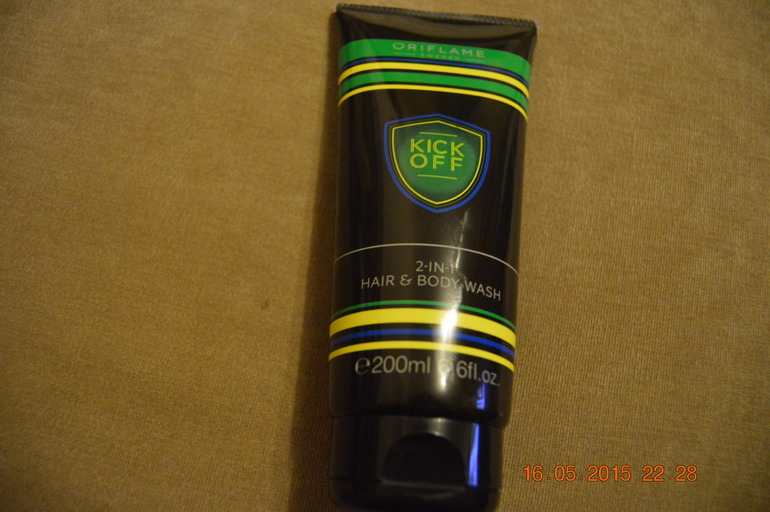 ORIFLAME
SWEDEN
KICK
OFF
2-IN-1
HAIR & BODY WASH
℮200ml 6.6fl.oz.
16.05.2015 22:28